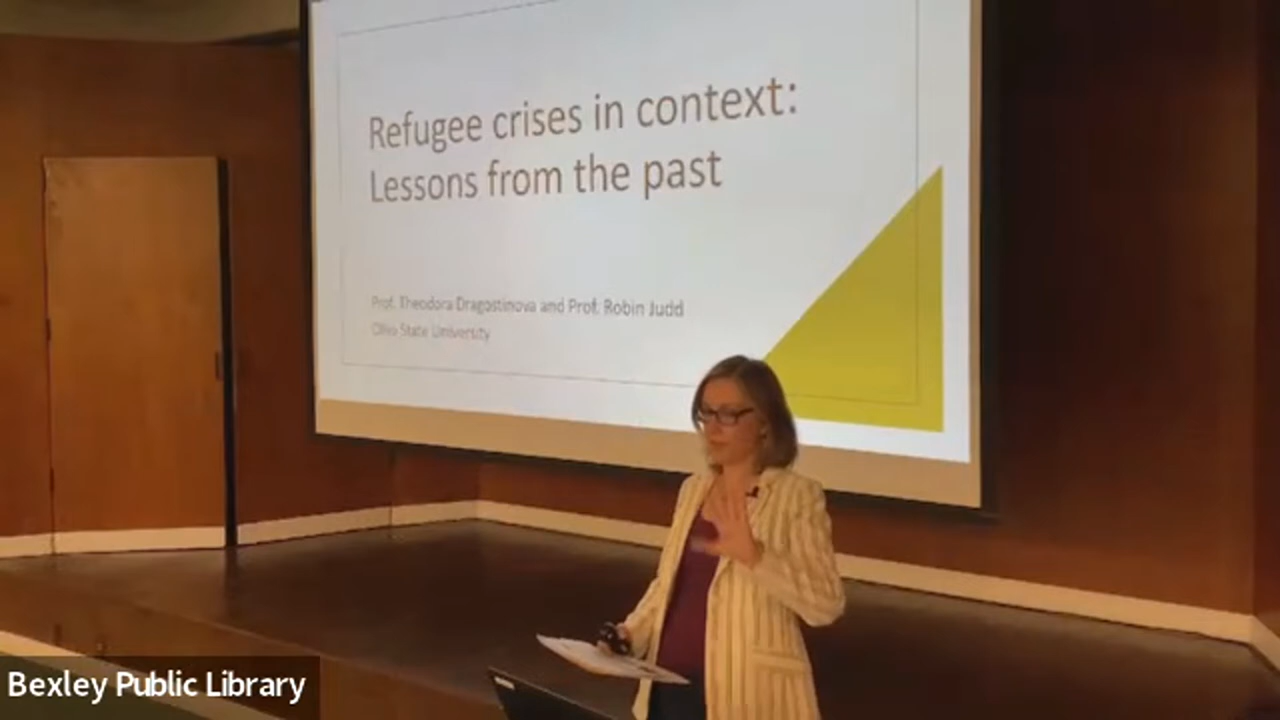 Refugee crises in context:
Lessons from the past
Prof. Theodora Dragostinova and Prof. Robin Judd
Ohio State University
Bexley Public Library